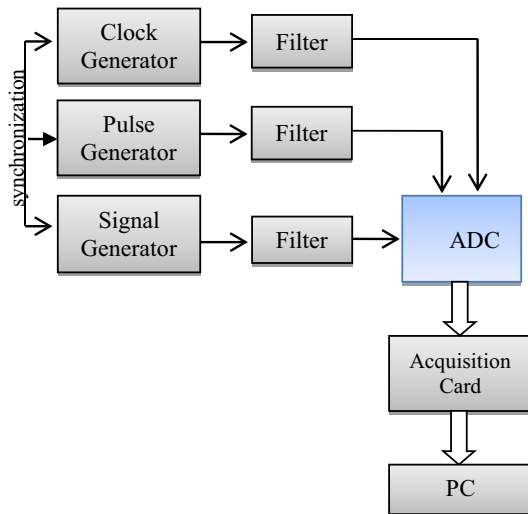 synchronization
Clock
Generator
Filter
Pulse
Generator
Filter
Signal
Generator
Filter
ADC
Acquisition
Card
PC